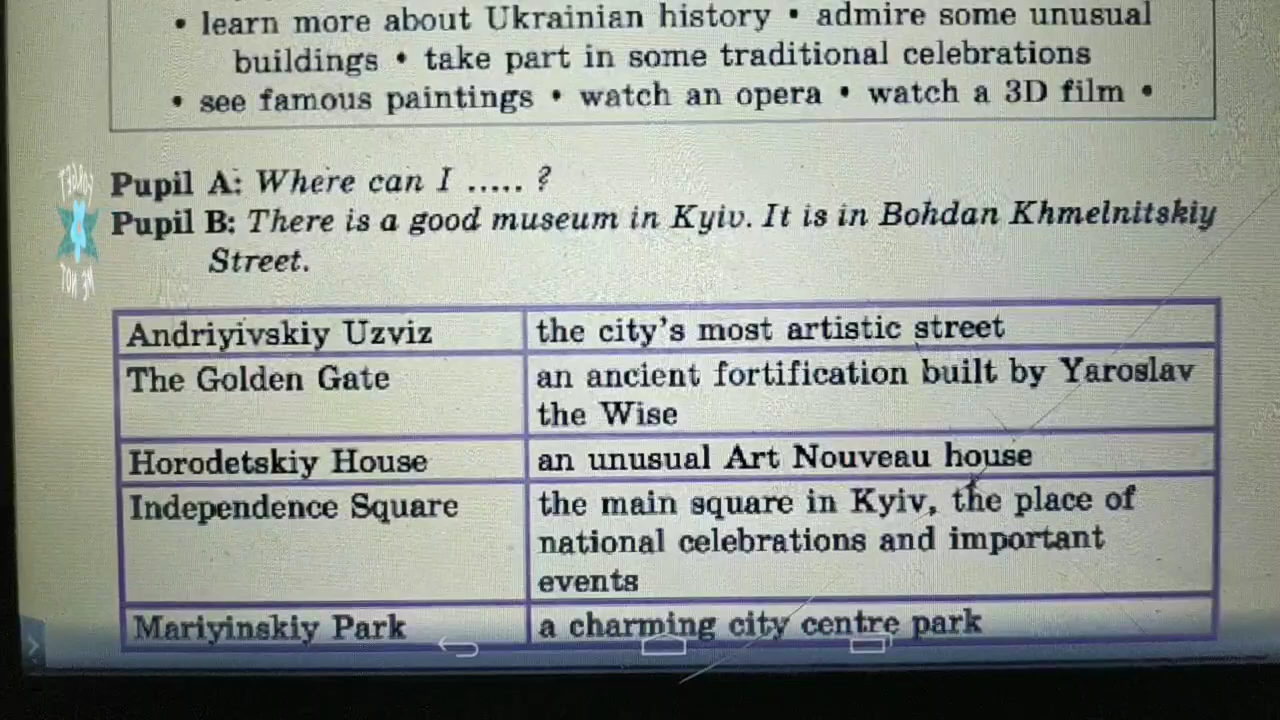 • learn more about Ukrainian history • admire some unusual
buildings • take part in some traditional celebrations
• see famous paintings • watch an opera • watch a 3D film •
Pupil A: Where can I ..... ?
Pupil B: There is a good museum in Kyiv. It is in Bohdan Khmelnitskiy
Street.
Andriyivskiy Uzviz the city's most artistic street
The Golden Gate an ancient fortification built by Yaroslav
the Wise
Horodetskiy House an unusual Art Nouveau house
Independence Square the main square in Kyiv, the place of
national celebrations and important
events
Mariyinskiy Park a charming city centre park